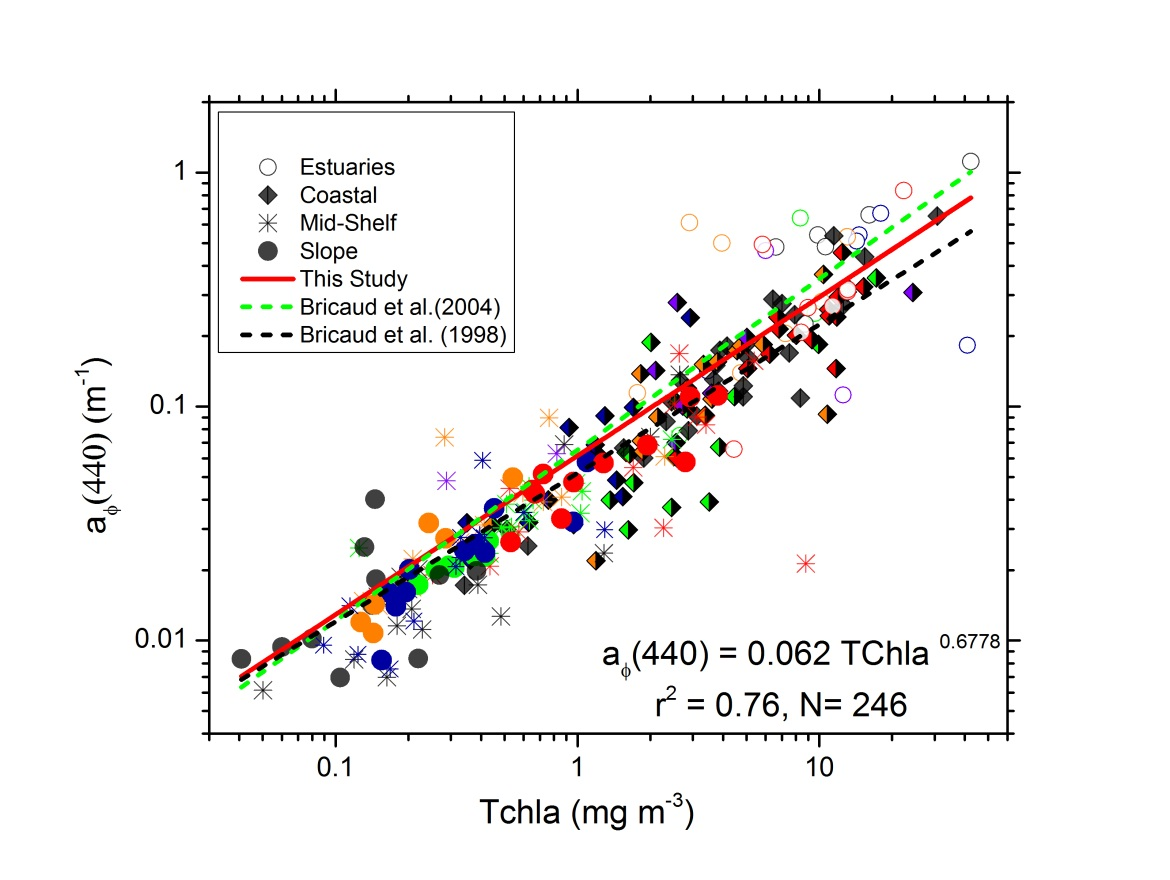 Estuaries
Coastal
Mid-Shelf
Slope
This Study
Bricaud et al.(2004)
Bricaud et al. (1998)
1
0.1
0.01
aϕ(440) (m⁻¹)
aϕ(440) = 0.062 TChla ⁰·⁶⁷⁷⁸
r² = 0.76, N= 246
0.1 1 10
Tchla (mg m⁻³)